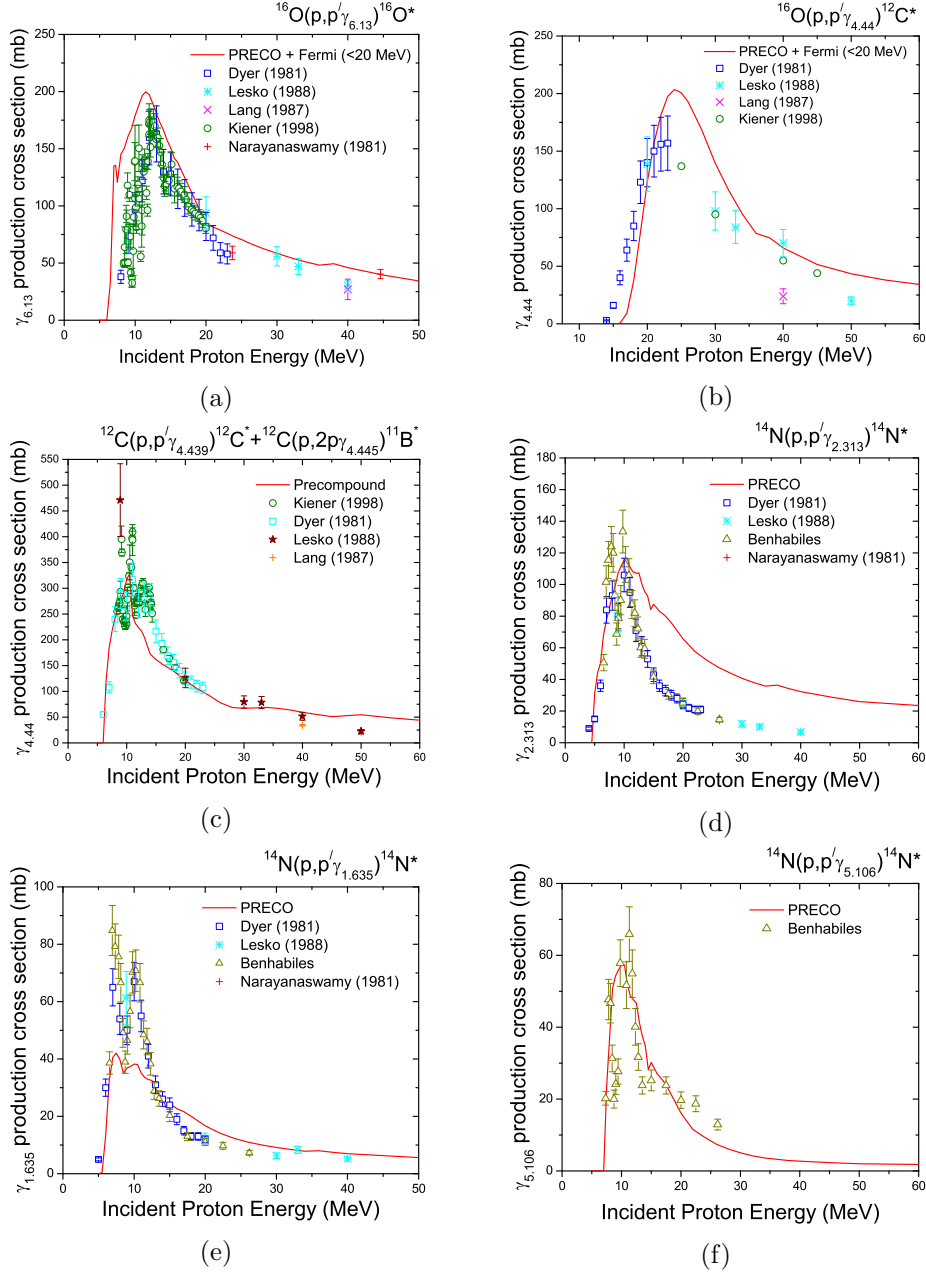 ¹⁶O(p,p′γ₆.₁₃)¹⁶O*
γ₆.₁₃ production cross section (mb)
250
200
150
100
50
0
PRECO + Fermi (<20 MeV)
Dyer (1981)
Lesko (1988)
Lang (1987)
Kiener (1998)
Narayanaswamy (1981)
0 10 20 30 40 50
Incident Proton Energy (MeV)
(a)
¹⁶O(p,p′γ₄.₄₄)¹²C*
γ₄.₄₄ production cross section (mb)
250
200
150
100
50
0
PRECO + Fermi (<20 MeV)
Dyer (1981)
Lesko (1988)
Lang (1987)
Kiener (1998)
10 20 30 40 50 60
Incident Proton Energy (MeV)
(b)
¹²C(p,p′γ₄.₄₃₉)¹²C*+¹²C(p,2pγ₄.₄₄₅)¹¹B*
γ₄.₄₄ production cross section (mb)
550
500
450
400
350
300
250
200
150
100
50
0
Precompound
Kiener (1998)
Dyer (1981)
Lesko (1988)
Lang (1987)
0 10 20 30 40 50 60
Incident Proton Energy (MeV)
(c)
¹⁴N(p,p′γ₂.₃₁₃)¹⁴N*
γ₂.₃₁₃ production cross section (mb)
180
160
140
120
100
80
60
40
20
0
PRECO
Dyer (1981)
Lesko (1988)
Benhabiles
Narayanaswamy (1981)
0 10 20 30 40 50 60
Incident Proton Energy (MeV)
(d)
¹⁴N(p,p′γ₁.₆₃₅)¹⁴N*
γ₁.₆₃₅ production cross section (mb)
100
80
60
40
20
0
PRECO
Dyer (1981)
Lesko (1988)
Benhabiles
Narayanaswamy (1981)
0 10 20 30 40 50
Incident Proton Energy (MeV)
(e)
¹⁴N(p,p′γ₅.₁₀₆)¹⁴N*
γ₅.₁₀₆ production cross section (mb)
80
60
40
20
0
PRECO
Benhabiles
0 10 20 30 40 50 60
Incident Proton Energy (MeV)
(f)